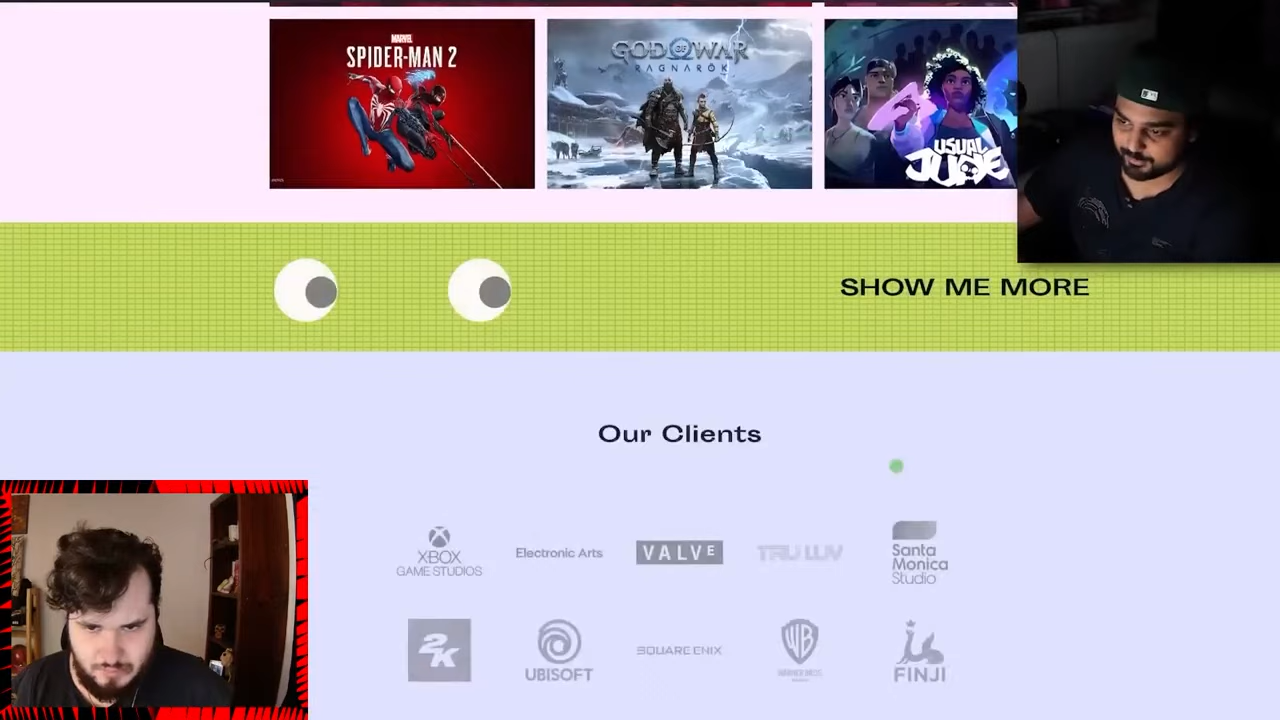 MARVEL
SPIDER-MAN 2
GOD OF WAR
RAGNARÖK
USUAL
JUNE
SHOW ME MORE
Our Clients
XBOX
GAME STUDIOS
Electronic Arts
VALVE
TRU LUV
Santa
Monica
Studio
2K
UBISOFT
SQUARE ENIX
WB
FINJI